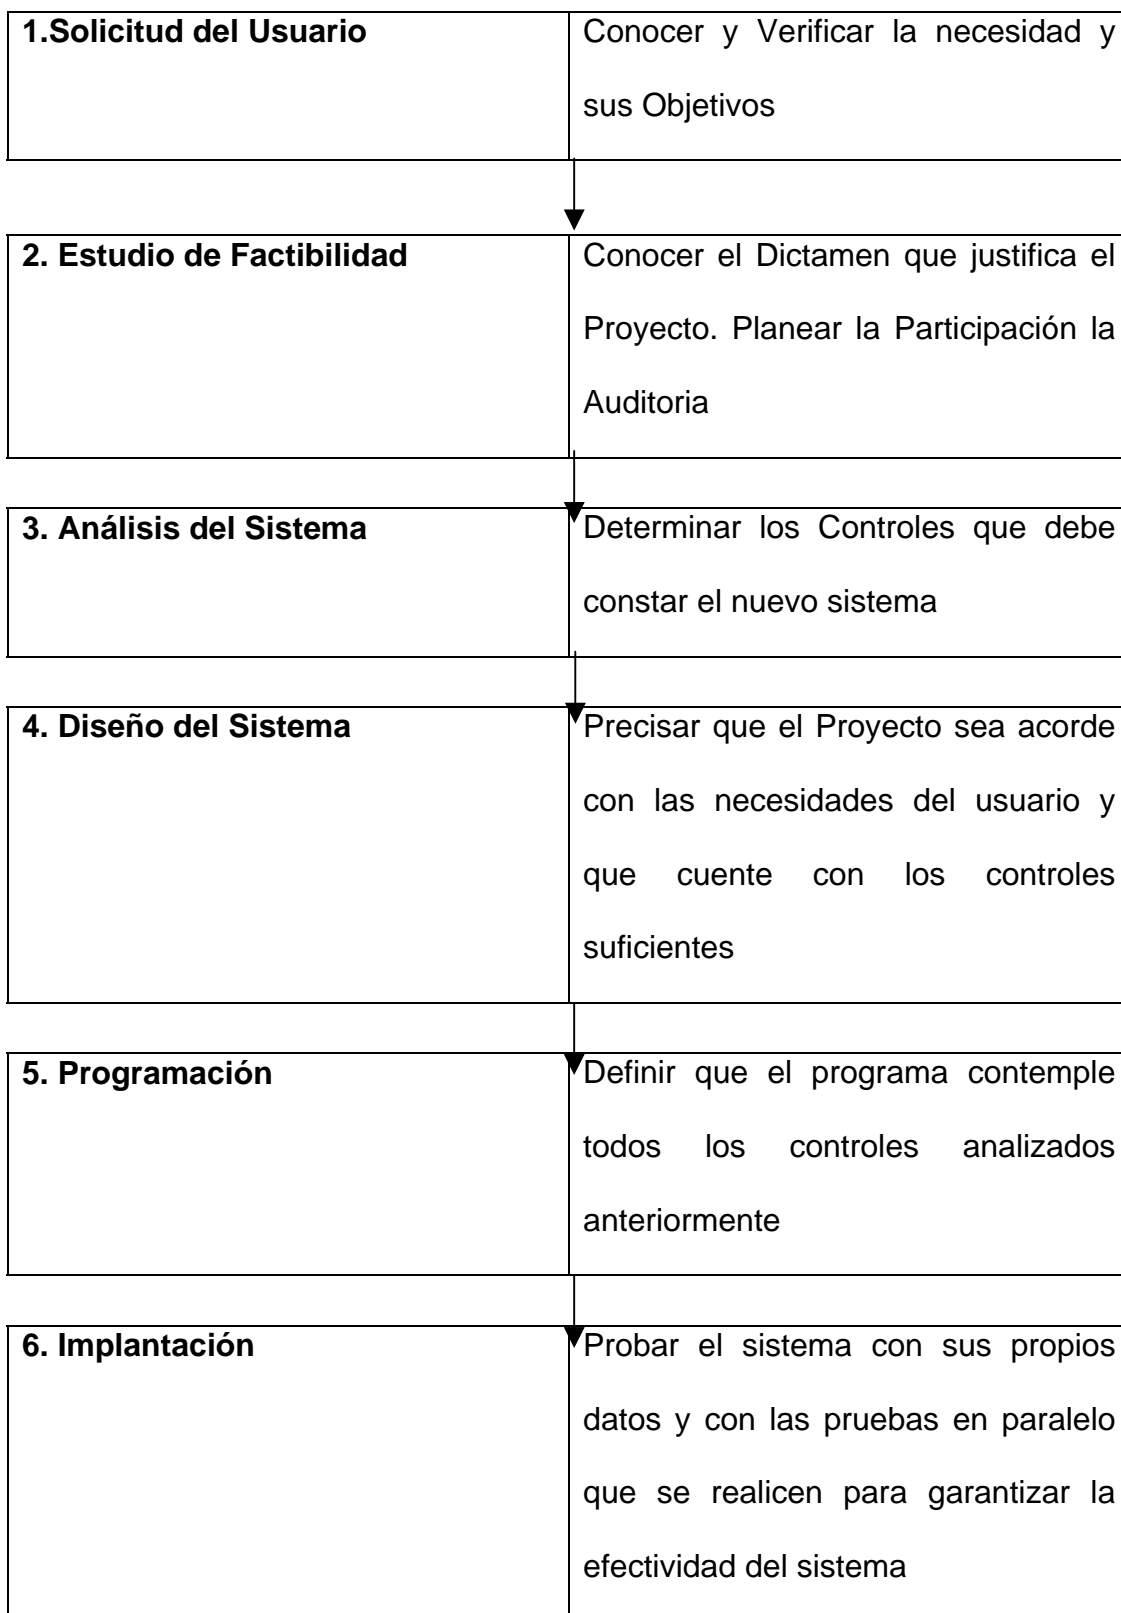 1.Solicitud del Usuario
Conocer y Verificar la necesidad y
sus Objetivos
2. Estudio de Factibilidad
Conocer el Dictamen que justifica el
Proyecto. Planear la Participación la
Auditoria
3. Análisis del Sistema
Determinar los Controles que debe
constar el nuevo sistema
4. Diseño del Sistema
Precisar que el Proyecto sea acorde
con las necesidades del usuario y
que cuente con los controles
suficientes
5. Programación
Definir que el programa contemple
todos los controles analizados
anteriormente
6. Implantación
Probar el sistema con sus propios
datos y con las pruebas en paralelo
que se realicen para garantizar la
efectividad del sistema